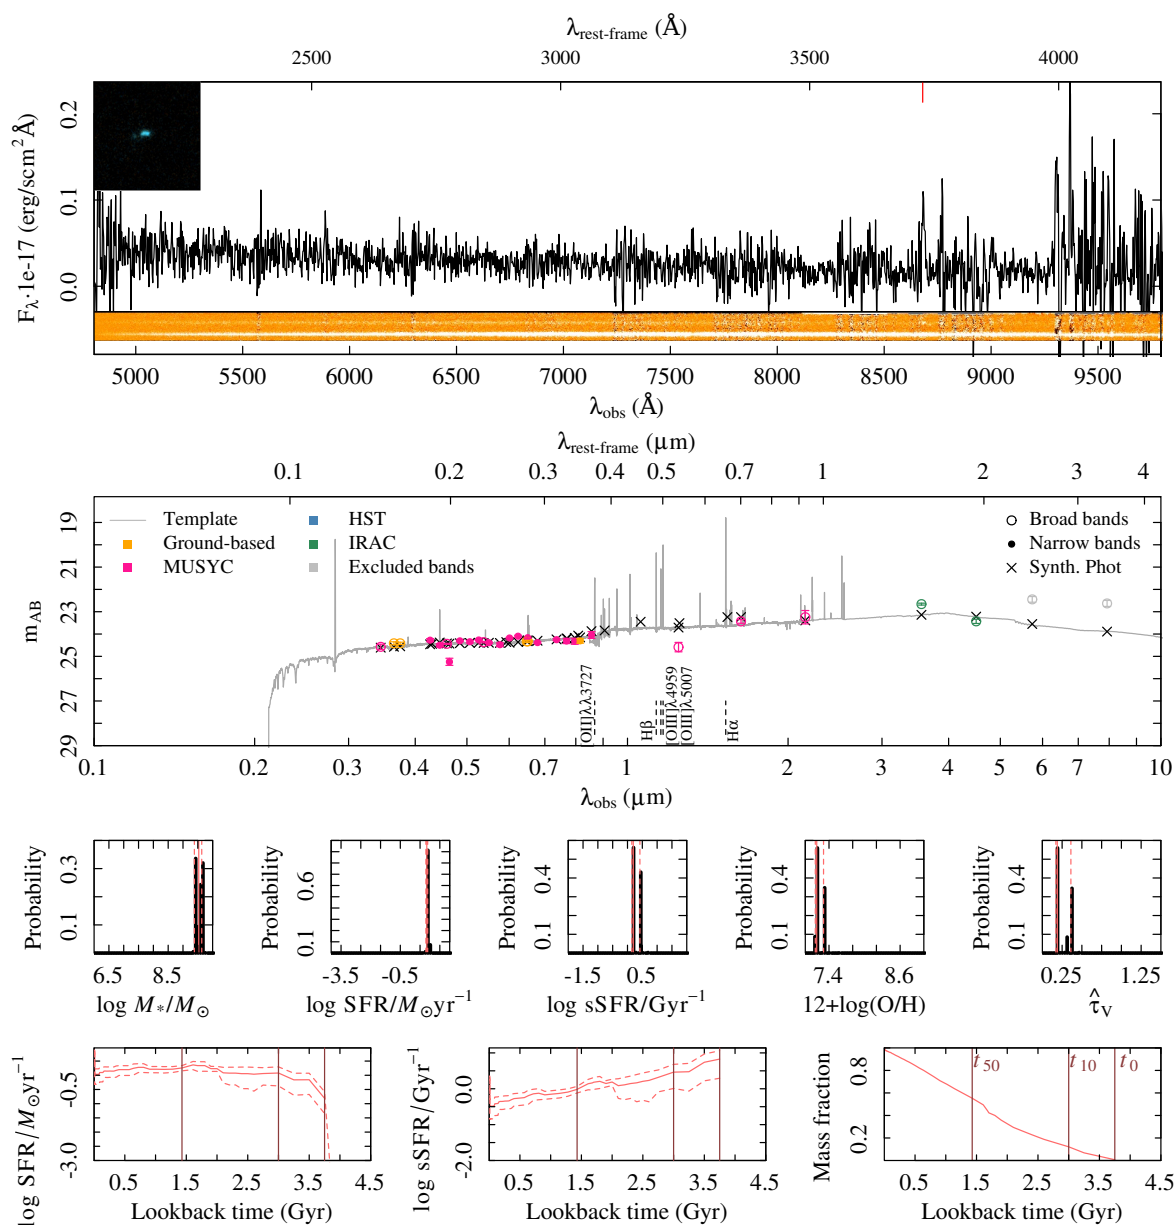 λrest-frame (Å)
2500 3000 3500 4000
Fλ·1e-17 (erg/scm²Å)
0.0 0.1 0.2
5000 5500 6000 6500 7000 7500 8000 8500 9000 9500
λobs (Å)
λrest-frame (μm)
0.1 0.2 0.3 0.4 0.5 0.7 1 2 3 4
mAB
19 21 23 25 27 29
Template
Ground-based
MUSYC
HST
IRAC
Excluded bands
Broad bands
Narrow bands
Synth. Phot
[OII]λλ3727
Hβ
[OIII]λ4959
[OIII]λ5007
Hα
0.1 0.2 0.3 0.4 0.5 0.7 1 2 3 4 5 6 7 8 10
λobs (μm)
Probability
0.1 0.3
6.5 8.5
log M*/M⊙
Probability
0.1 0.6
-3.5 -0.5
log SFR/M⊙yr⁻¹
Probability
0.1 0.4
-1.5 0.5
log sSFR/Gyr⁻¹
Probability
0.1 0.4
7.4 8.6
12+log(O/H)
Probability
0.1 0.4
0.25 1.25
τ̂V
log SFR/M⊙yr⁻¹
-3.0 -0.5
0.5 1.5 2.5 3.5 4.5
Lookback time (Gyr)
log sSFR/Gyr⁻¹
-2.0 0.0
0.5 1.5 2.5 3.5 4.5
Lookback time (Gyr)
Mass fraction
0.2 0.8
t50 t10 t0
0.5 1.5 2.5 3.5 4.5
Lookback time (Gyr)